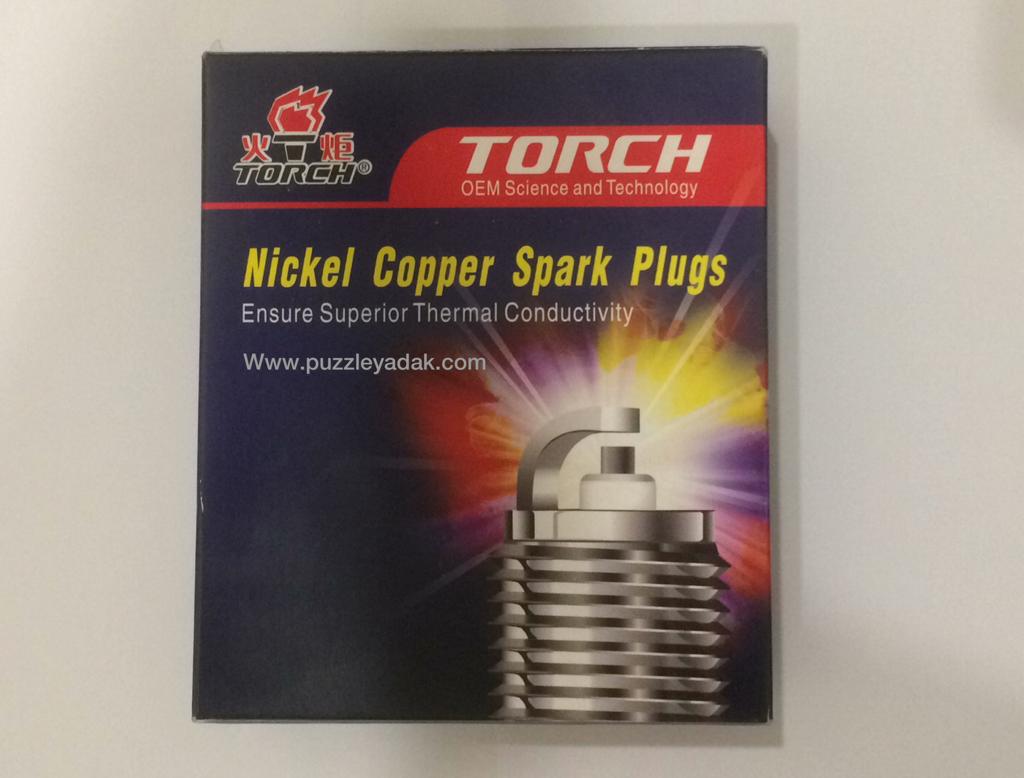 火 炬
TORCH®
TORCH
OEM Science and Technology
Nickel Copper Spark Plugs
Ensure Superior Thermal Conductivity
Www.puzzleyadak.com